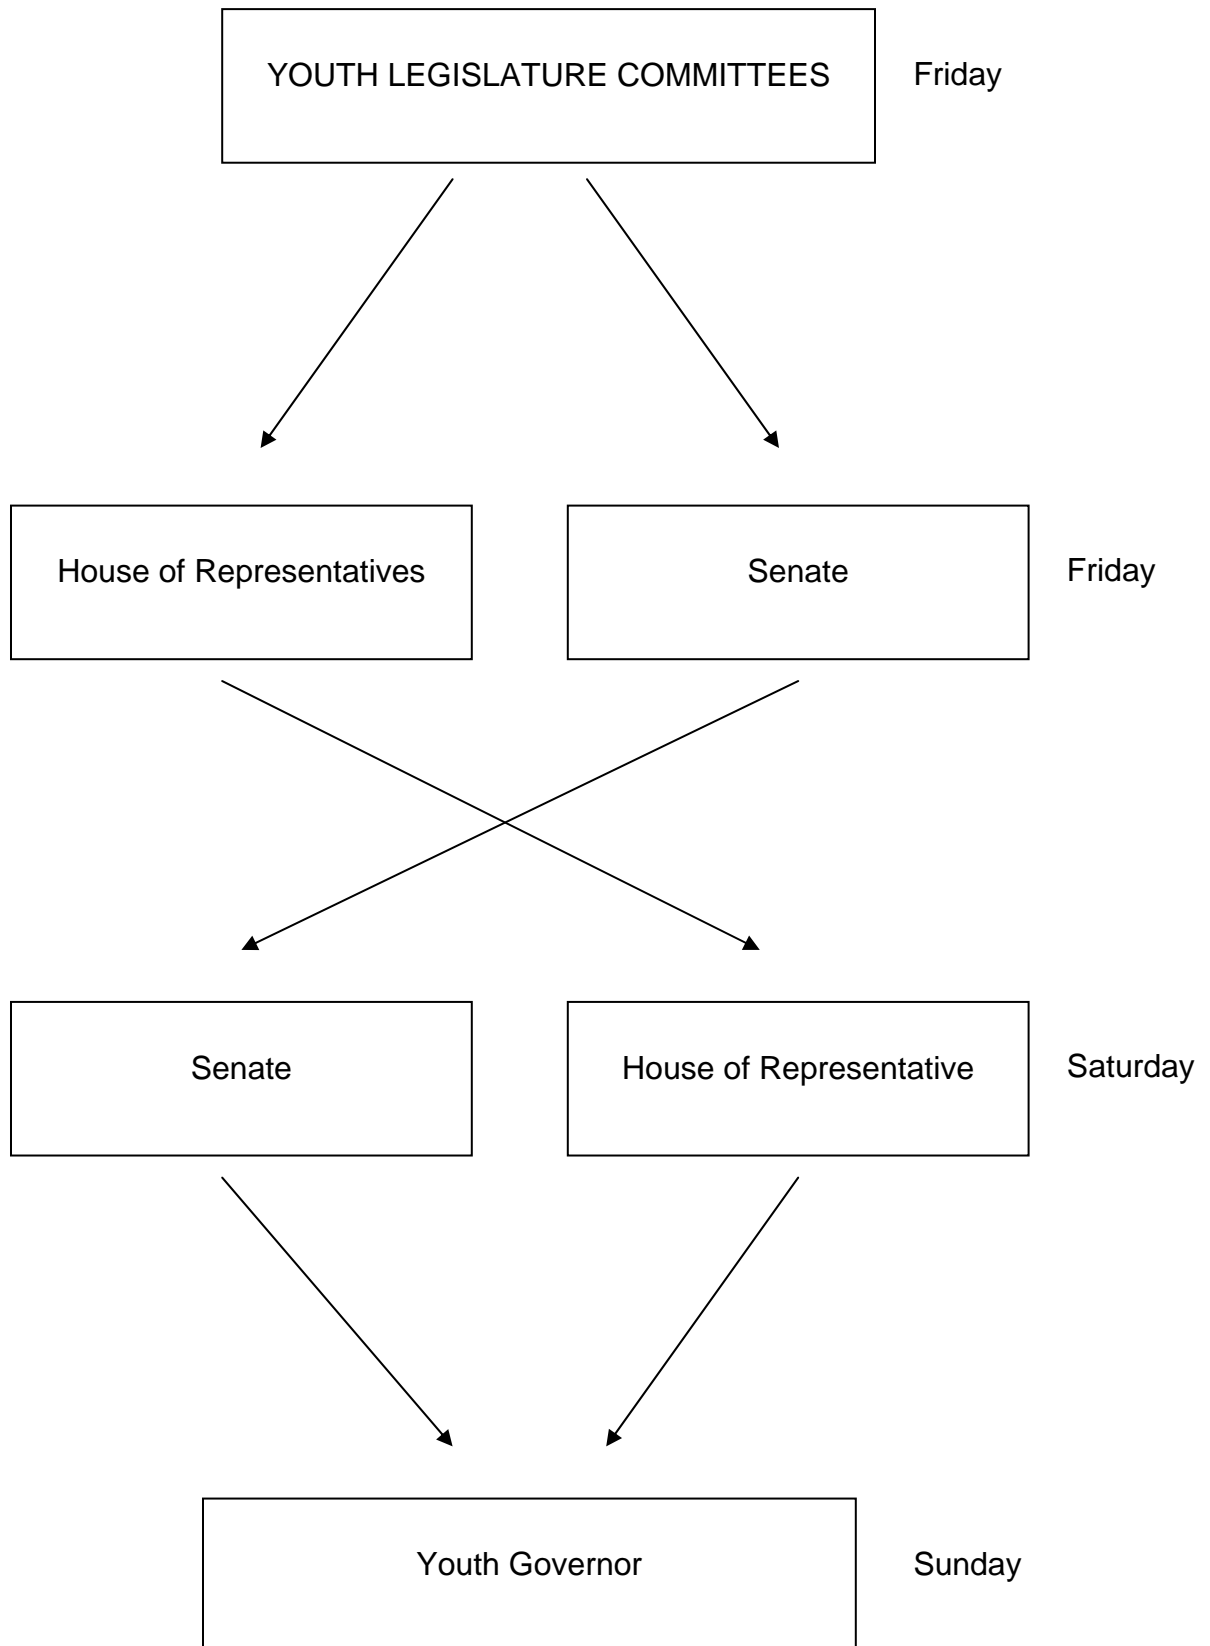 YOUTH LEGISLATURE COMMITTEES
Friday
House of Representatives
Senate
Friday
Senate
House of Representative
Saturday
Youth Governor
Sunday